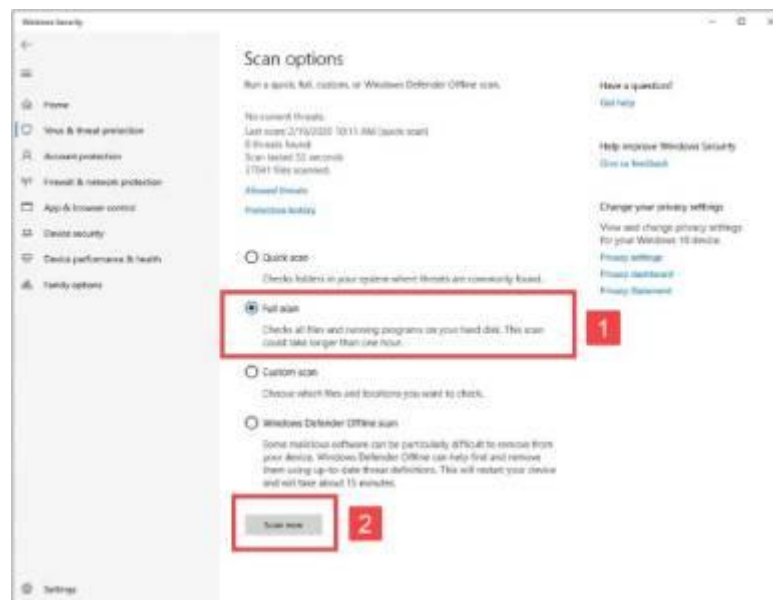 Windows Security
Home
Virus & threat protection
Account protection
Firewall & network protection
App & browser control
Device security
Device performance & health
Family options
Settings
Scan options
Run a quick, full, custom, or Windows Defender Offline scan.
No current threats.
Last scan: 2/19/2020 10:11 AM (quick scan)
0 threats found.
Scan lasted 52 seconds
27041 files scanned.
Allowed threats
Protection history
Quick scan
Checks folders in your system where threats are commonly found.
Full scan
Checks all files and running programs on your hard disk. This scan
could take longer than one hour.
1
Custom scan
Choose which files and locations you want to check.
Windows Defender Offline scan
Some malicious software can be particularly difficult to remove from
your device. Windows Defender Offline can help find and remove
them using up-to-date threat definitions. This will restart your device
and will take about 15 minutes.
Scan now
2
Have a question?
Get help
Help improve Windows Security
Give us feedback
Change your privacy settings
View and change privacy settings
for your Windows 10 device.
Privacy settings
Privacy dashboard
Privacy Statement